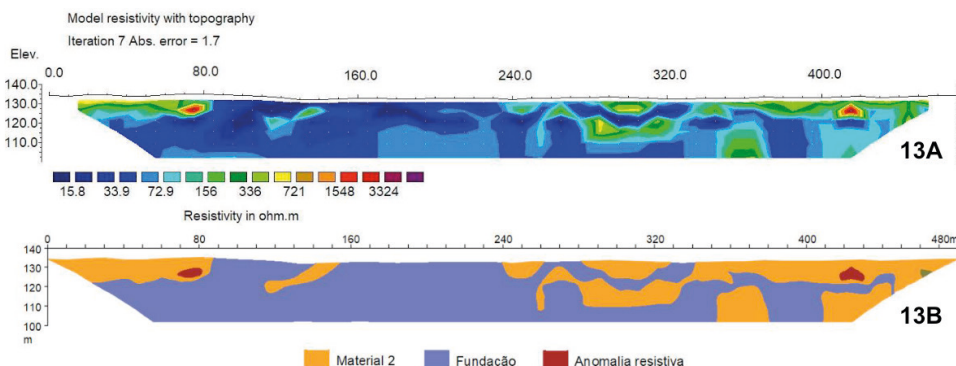 Model resistivity with topography
Iteration 7 Abs. error = 1.7
Elev.
0.0 80.0 160.0 240.0 320.0 400.0
140.0
130.0
120.0
110.0
13A
15.8 33.9 72.9 156 336 721 1548 3324
Resistivity in ohm.m
0 80 160 240 320 400 480m
140
130
120
110
100
m
13B
Material 2 Fundacão Anomalia resistiva